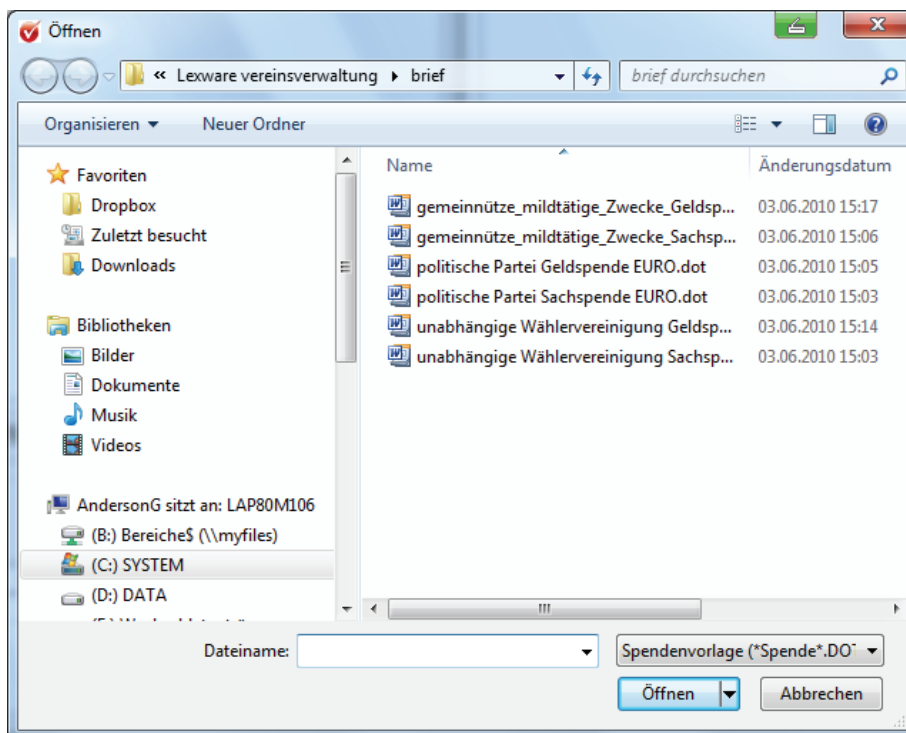 Öffnen
« Lexware vereinsverwaltung ▸ brief
brief durchsuchen
Organisieren
Neuer Ordner
Favoriten
Dropbox
Zuletzt besucht
Downloads
Bibliotheken
Bilder
Dokumente
Musik
Videos
AndersonG sitzt an: LAP80M106
(B:) Bereiche$ (\\myfiles)
(C:) SYSTEM
(D:) DATA
Name Änderungsdatum
gemeinnütze_mildtätige_Zwecke_Geldsp... 03.06.2010 15:17
gemeinnütze_mildtätige_Zwecke_Sachsp... 03.06.2010 15:06
politische Partei Geldspende EURO.dot 03.06.2010 15:05
politische Partei Sachspende EURO.dot 03.06.2010 15:03
unabhängige Wählervereinigung Geldsp... 03.06.2010 15:14
unabhängige Wählervereinigung Sachsp... 03.06.2010 15:03
Dateiname:
Spendenvorlage (*Spende*.DOT
Öffnen
Abbrechen